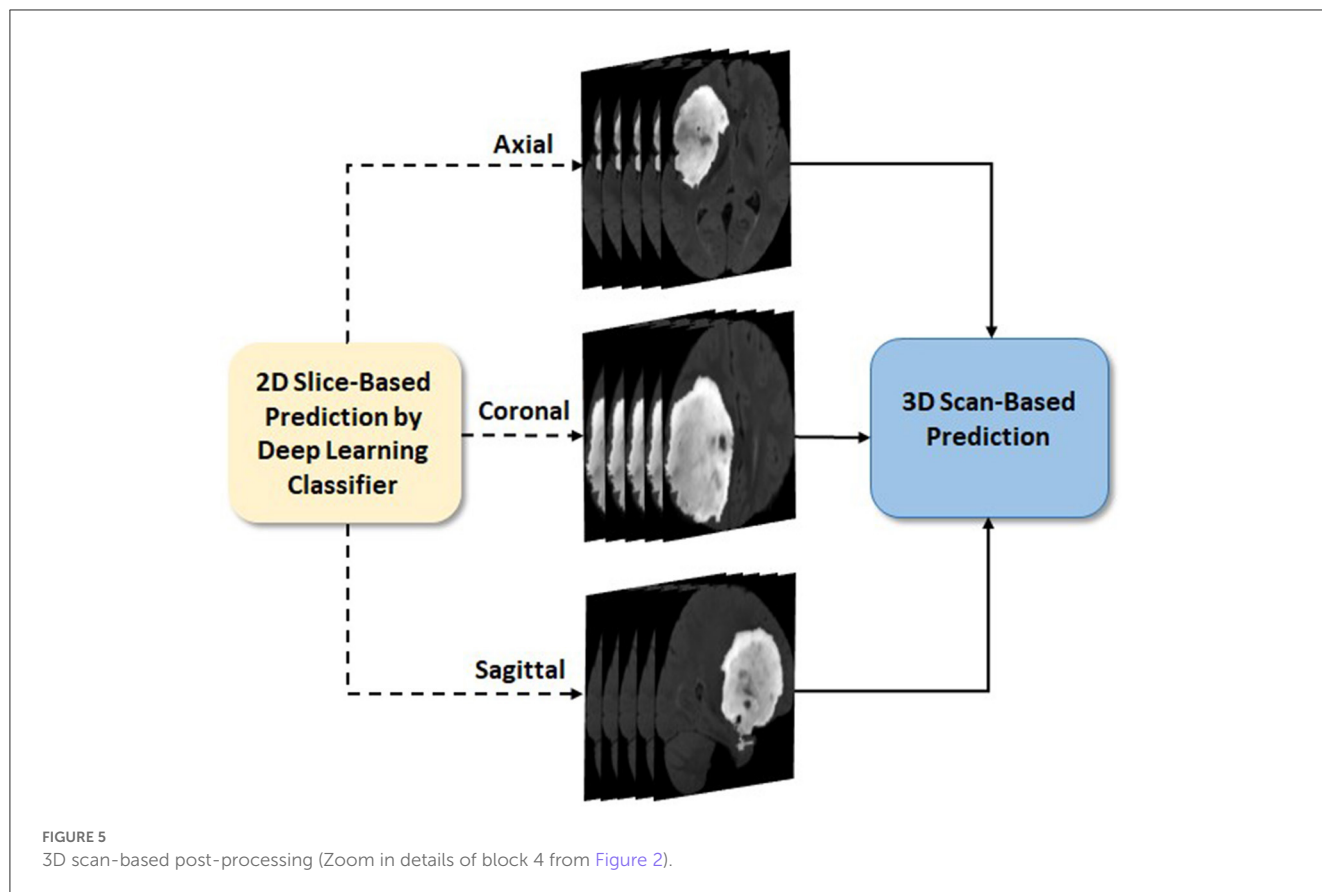 Axial
2D Slice-Based
Prediction by
Deep Learning
Classifier
Coronal
3D Scan-Based
Prediction
Sagittal
FIGURE 5
3D scan-based post-processing (Zoom in details of block 4 from Figure 2).